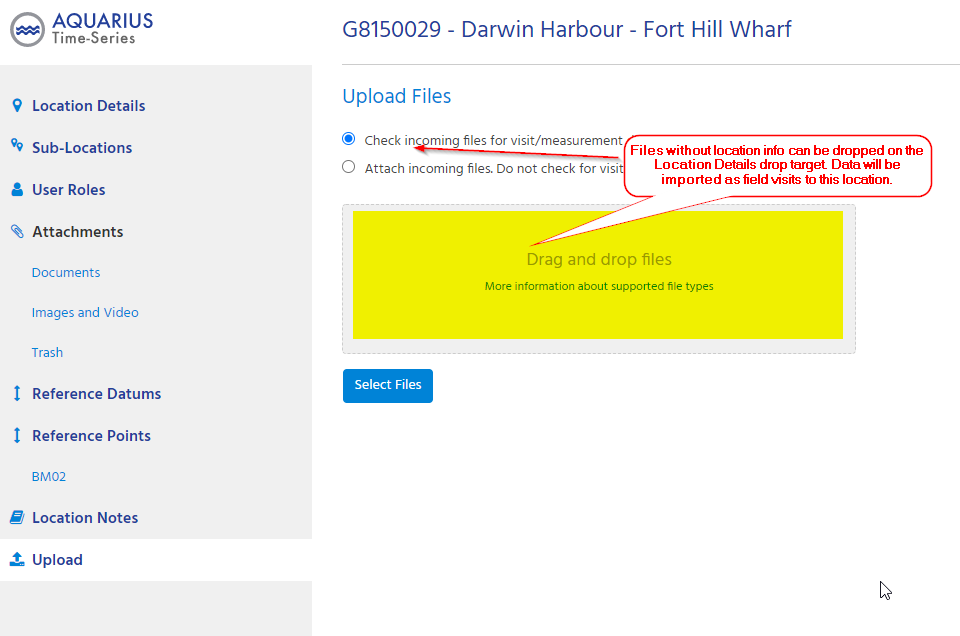 AQUARIUS
Time-Series
G8150029 - Darwin Harbour - Fort Hill Wharf
Location Details
Sub-Locations
User Roles
Attachments
Documents
Images and Video
Trash
Reference Datums
Reference Points
BM02
Location Notes
Upload
Upload Files
Check incoming files for visit/measurement
Attach incoming files. Do not check for visit
Files without location info can be dropped on the
Location Details drop target. Data will be
imported as field visits to this location.
Drag and drop files
More information about supported file types
Select Files